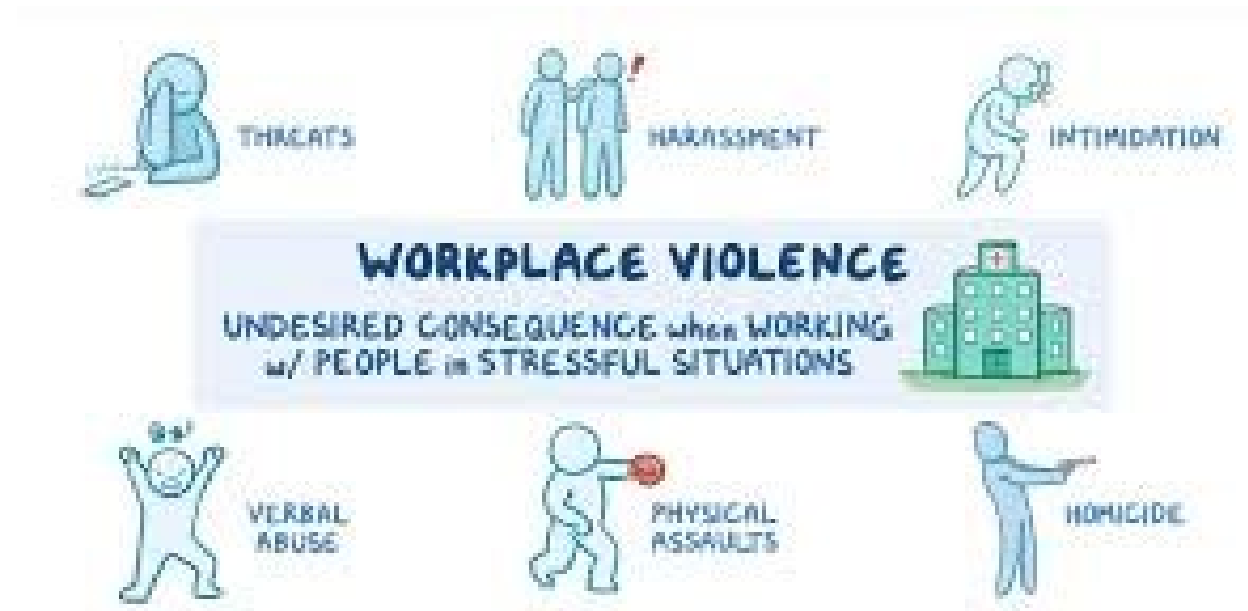 THREATS
HARASSMENT
INTIMIDATION
WORKPLACE VIOLENCE
UNDESIRED CONSEQUENCE when WORKING
w/ PEOPLE in STRESSFUL SITUATIONS
VERBAL
ABUSE
PHYSICAL
ASSAULTS
HOMICIDE